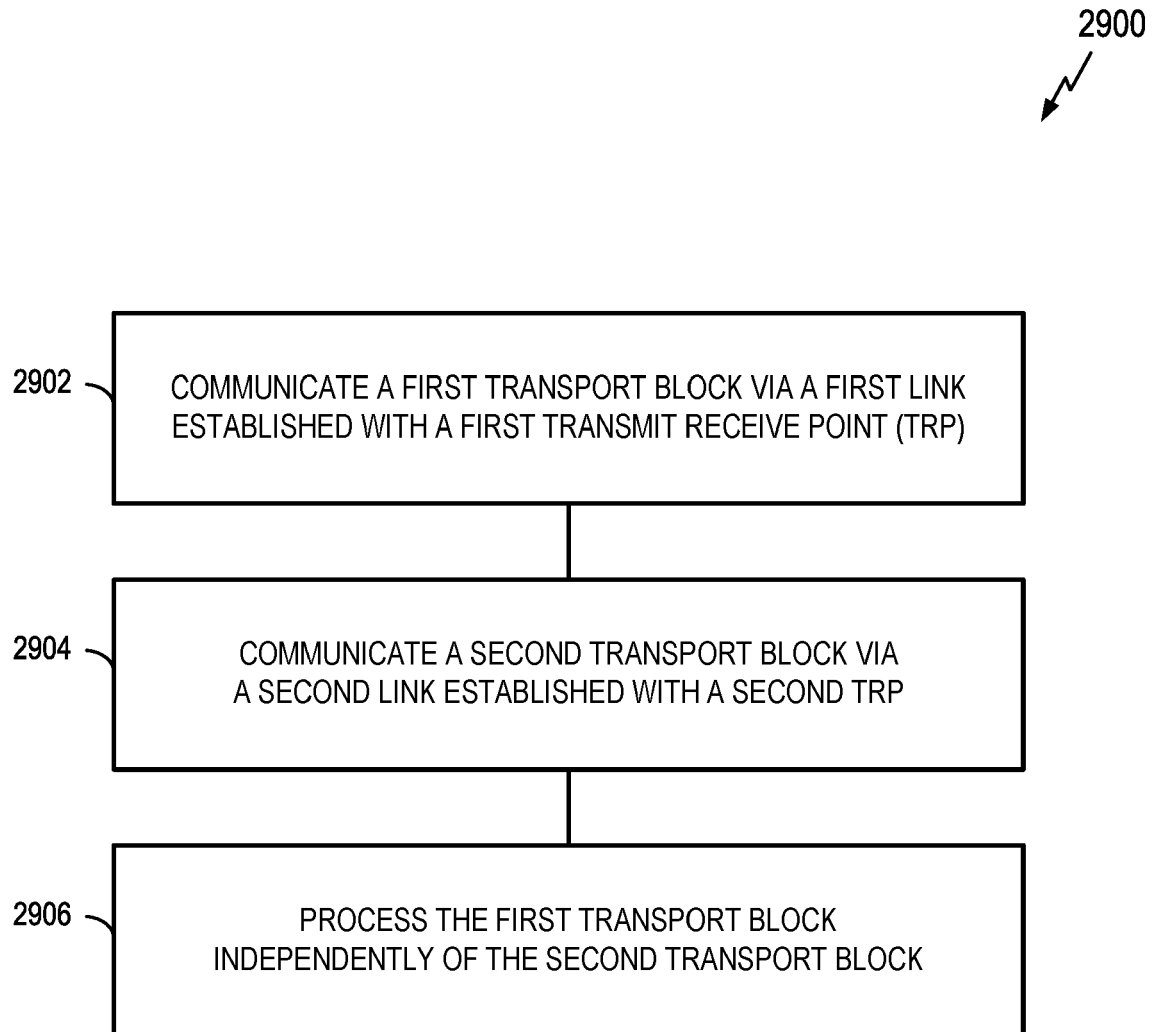 2900
2902
COMMUNICATE A FIRST TRANSPORT BLOCK VIA A FIRST LINK
ESTABLISHED WITH A FIRST TRANSMIT RECEIVE POINT (TRP)
2904
COMMUNICATE A SECOND TRANSPORT BLOCK VIA
A SECOND LINK ESTABLISHED WITH A SECOND TRP
2906
PROCESS THE FIRST TRANSPORT BLOCK
INDEPENDENTLY OF THE SECOND TRANSPORT BLOCK